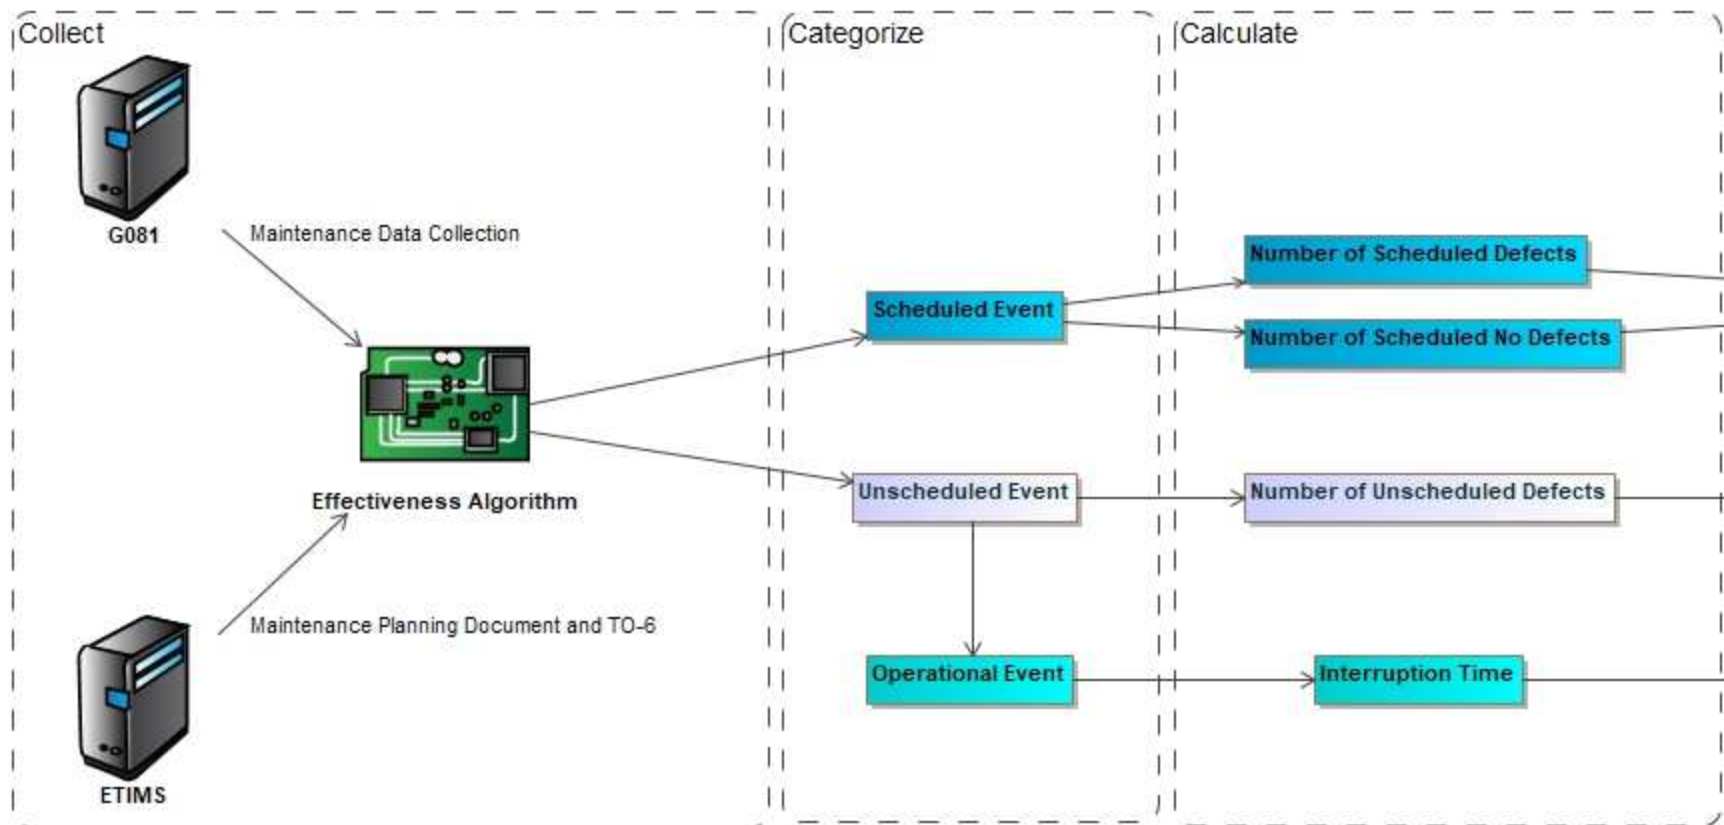 Collect
Categorize
Calculate
G081
Maintenance Data Collection
Number of Scheduled Defects
Scheduled Event
Number of Scheduled No Defects
Effectiveness Algorithm
Unscheduled Event
Number of Unscheduled Defects
Maintenance Planning Document and TO-6
Operational Event
Interruption Time
ETIMS